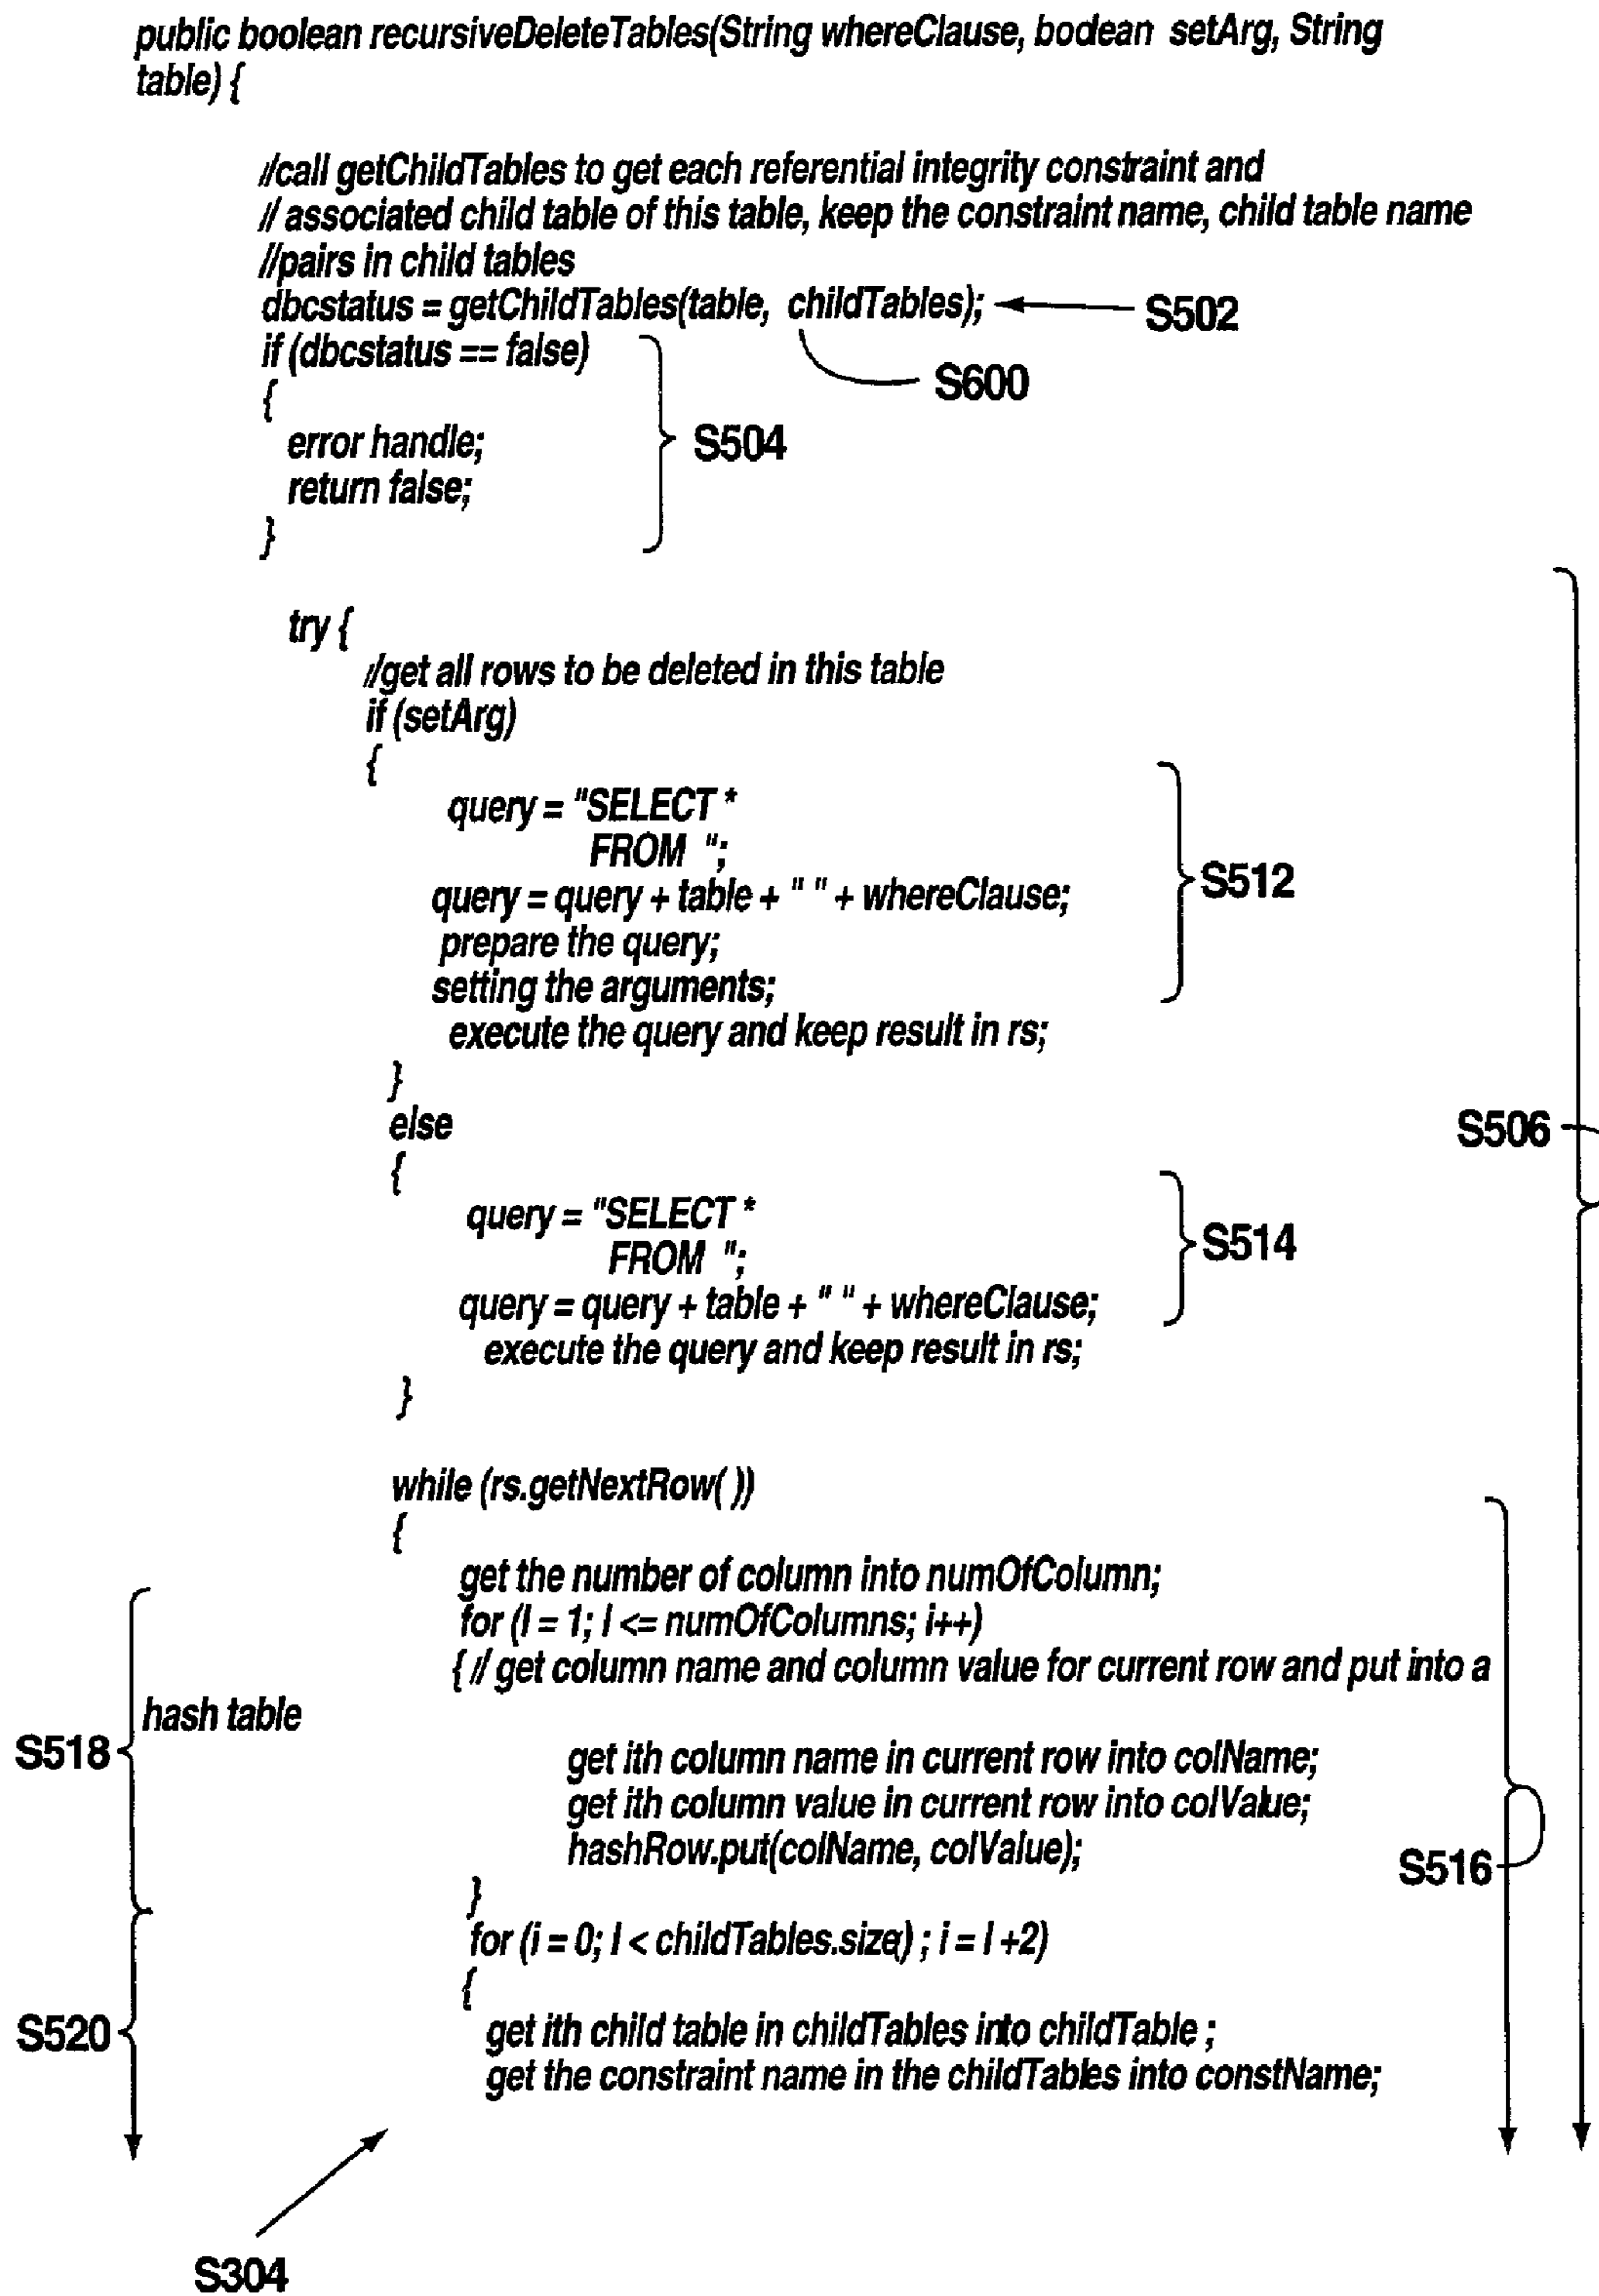 public boolean recursiveDeleteTables(String whereClause, bodean setArg, String
table) {
//call getChildTables to get each referential integrity constraint and
// associated child table of this table, keep the constraint name, child table name
//pairs in child tables
dbcstatus = getChildTables(table, childTables); S502
if (dbcstatus == false)
S600
{
error handle; S504
return false;
}
try {
//get all rows to be deleted in this table
if (setArg)
{
query = "SELECT *
FROM ";
query = query + table + " " + whereClause; S512
prepare the query;
setting the arguments;
execute the query and keep result in rs;
}
else S506
{
query = "SELECT *
FROM "; S514
query = query + table + " " + whereClause;
execute the query and keep result in rs;
}
while (rs.getNextRow( ))
{
get the number of column into numOfColumn;
for (I = 1; I <= numOfColumns; i++)
{ // get column name and column value for current row and put into a
hash table
S518 get ith column name in current row into colName;
get ith column value in current row into colValue;
hashRow.put(colName, colValue);
S516
}
for (i = 0; I < childTables.size) ; i = I +2)
{
S520 get ith child table in childTables into childTable ;
get the constraint name in the childTables into constName;
S304